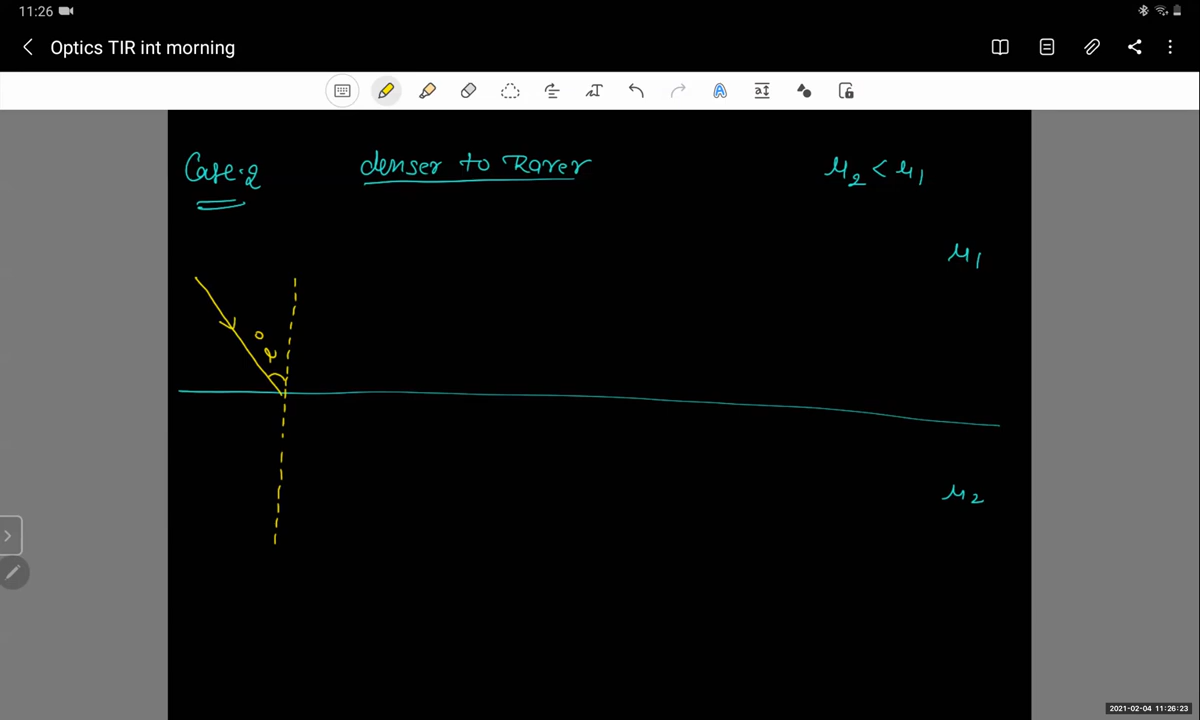 11:26
Optics TIR int morning
Case:2 denser to Rarer μ₂ < μ₁
μ₁
i
μ₂
2021-02-04 11:26:23